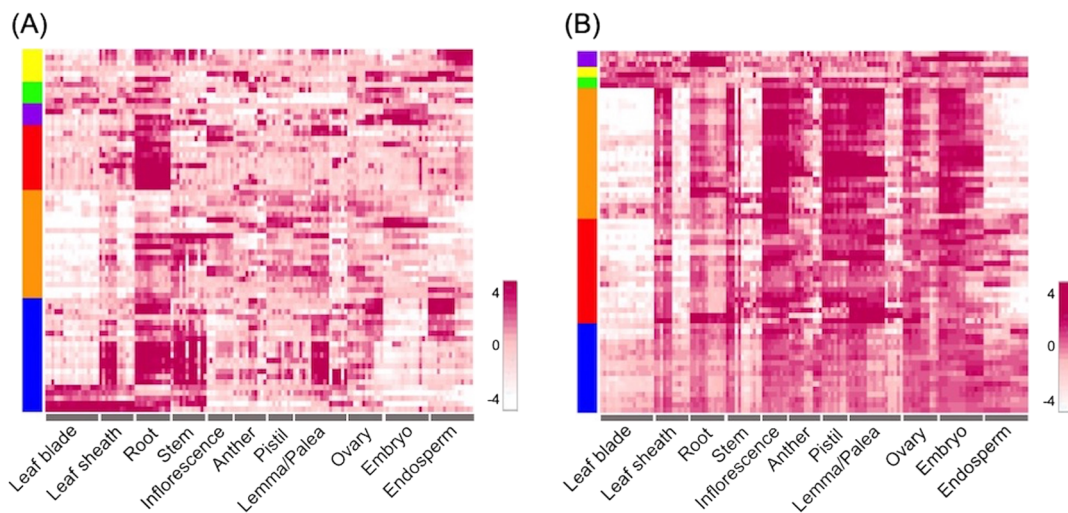 (A)
(B)
4
0
-4
4
0
-4
Leaf blade
Leaf sheath
Root
Stem
Inflorescence
Anther
Pistil
Lemma/Palea
Ovary
Embryo
Endosperm
Leaf blade
Leaf sheath
Root
Stem
Inflorescence
Anther
Pistil
Lemma/Palea
Ovary
Embryo
Endosperm